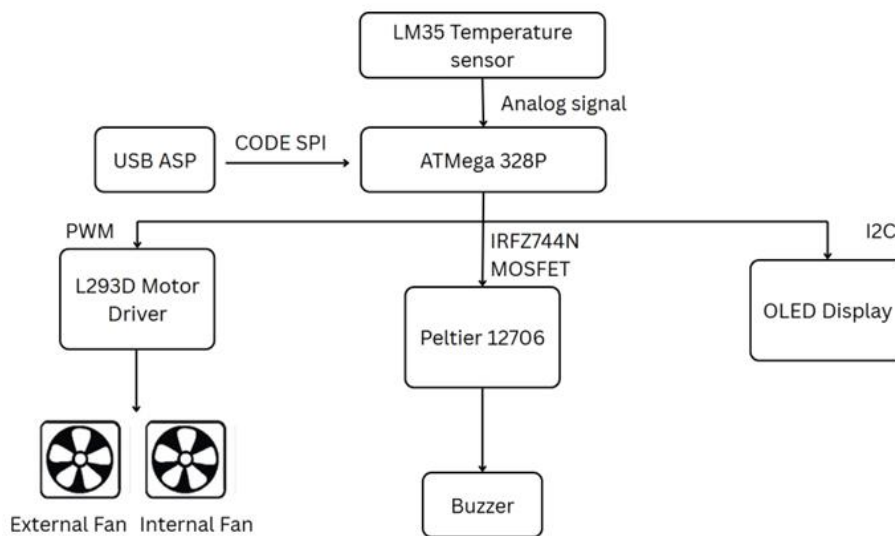 LM35 Temperature
sensor
Analog signal
USB ASP
CODE SPI
ATMega 328P
PWM
IRFZ744N
MOSFET
I2C
L293D Motor
Driver
Peltier 12706
OLED Display
Buzzer
External Fan
Internal Fan